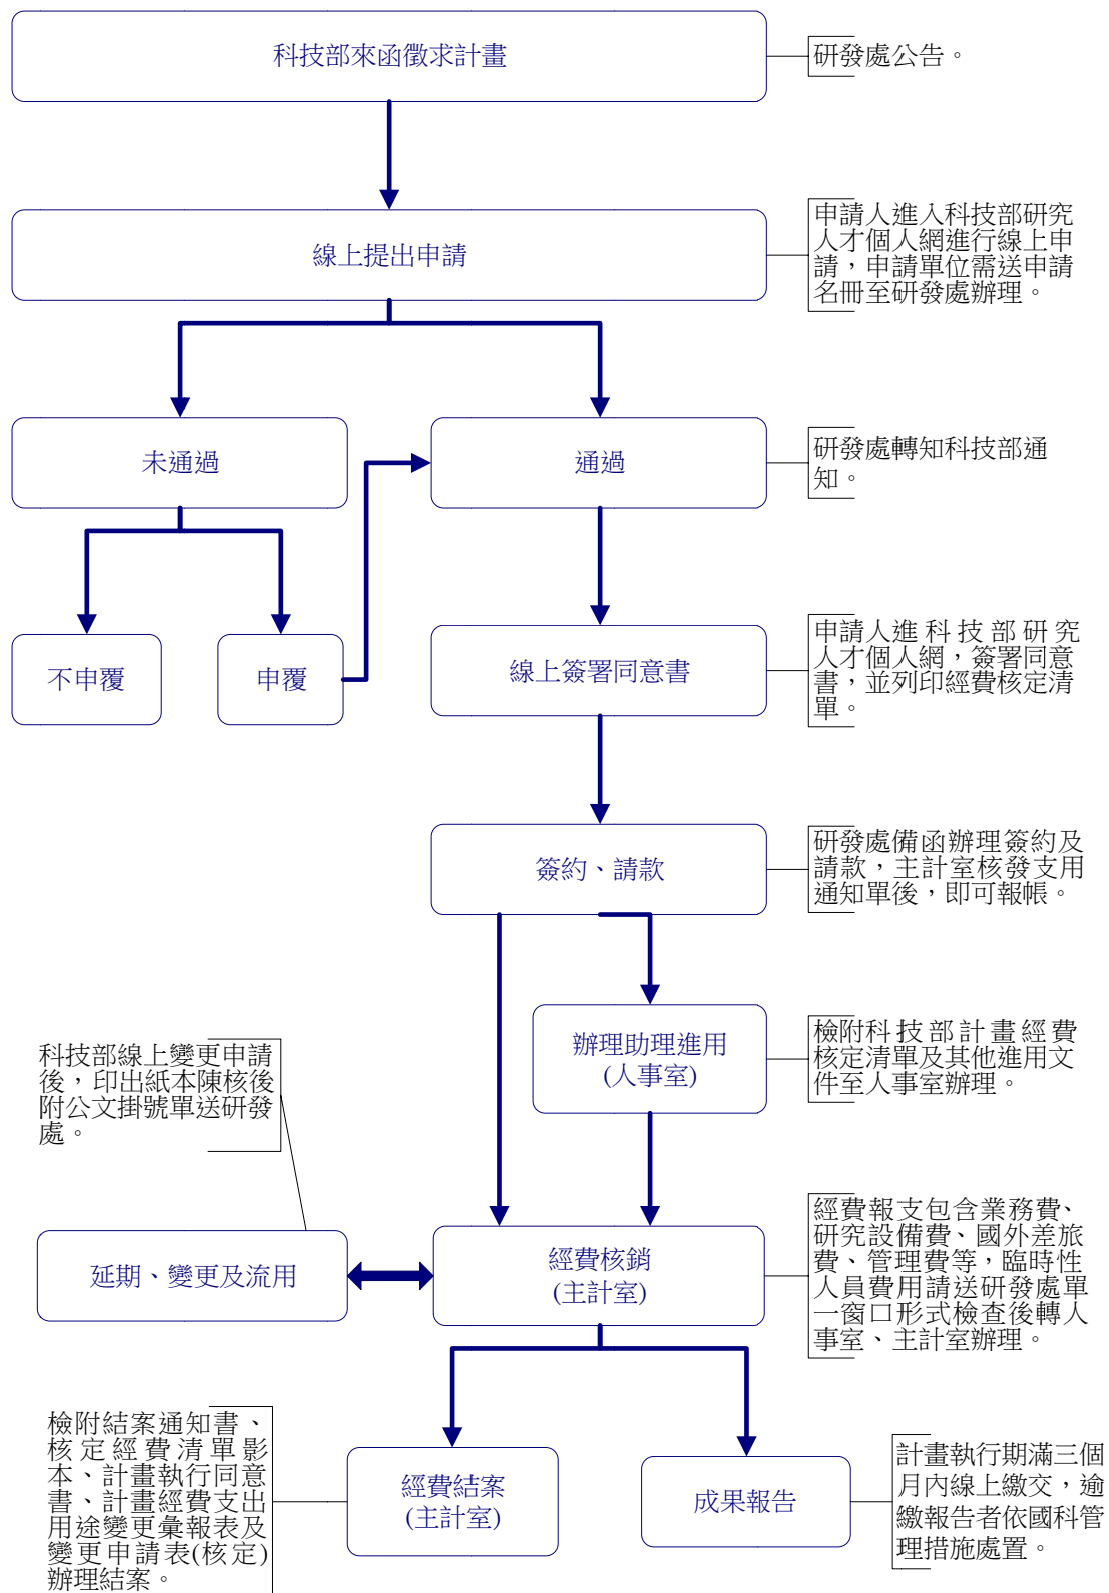 科技部來函徵求計畫
研發處公告。
線上提出申請
申請人進入科技部研究
人才個人網進行線上申
請，申請單位需送申請
名冊至研發處辦理。
未通過
通過
研發處轉知科技部通
知。
不申覆
申覆
線上簽署同意書
申請人進科技部研究
人才個人網，簽署同意
書，並列印經費核定清
單。
簽約、請款
研發處備函辦理簽約及
請款，主計室核發支用
通知單後，即可報帳。
辦理助理進用
(人事室)
檢附科技部計畫經費
核定清單及其他進用文
件至人事室辦理。
科技部線上變更申請
後，印出紙本陳核後
附公文掛號單送研發
處。
延期、變更及流用
經費核銷
(主計室)
經費報支包含業務費、
研究設備費、國外差旅
費、管理費等，臨時性
人員費用請送研發處單
一窗口形式檢查後轉人
事室、主計室辦理。
檢附結案通知書、
核定經費清單影
本、計畫執行同意
書、計畫經費支出
用途變更彙報表及
變更申請表(核定)
辦理結案。
經費結案
(主計室)
成果報告
計畫執行期滿三個
月內線上繳交，逾
繳報告者依國科管
理措施處置。